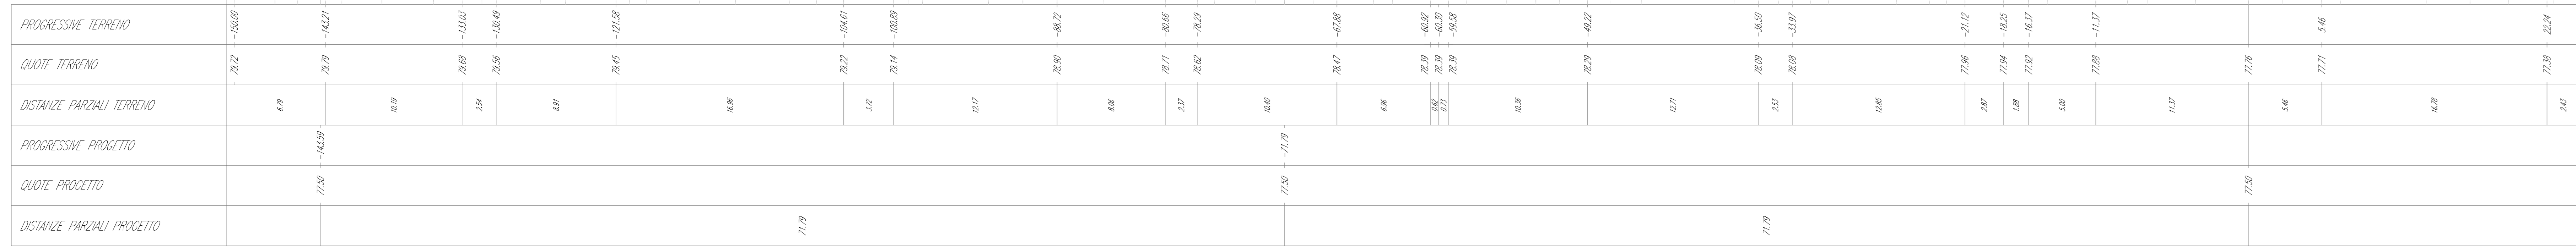 PROGRESSIVE TERRENO -150.00 -143.21 -133.03 -130.49 -121.58 -104.61 -100.89 -88.72 -80.66 -78.29 -67.88 -60.92 -60.30 -59.58 -49.22 -36.50 -33.97 -21.12 -18.25 -16.37 -11.37 5.46 22.24
QUOTE TERRENO 79.72 79.79 79.68 79.56 79.45 79.22 79.14 78.90 78.71 78.62 78.47 78.39 78.39 78.39 78.29 78.09 78.08 77.96 77.94 77.92 77.88 77.76 77.71 77.38
DISTANZE PARZIALI TERRENO 6.79 10.19 2.54 8.91 16.96 3.72 12.17 8.06 2.37 10.40 6.96 0.62 0.73 10.36 12.71 2.53 12.85 2.87 1.88 5.00 11.37 5.46 16.78 2.43
PROGRESSIVE PROGETTO -143.59 -71.79
QUOTE PROGETTO 77.50 77.50 77.50
DISTANZE PARZIALI PROGETTO 71.79 71.79